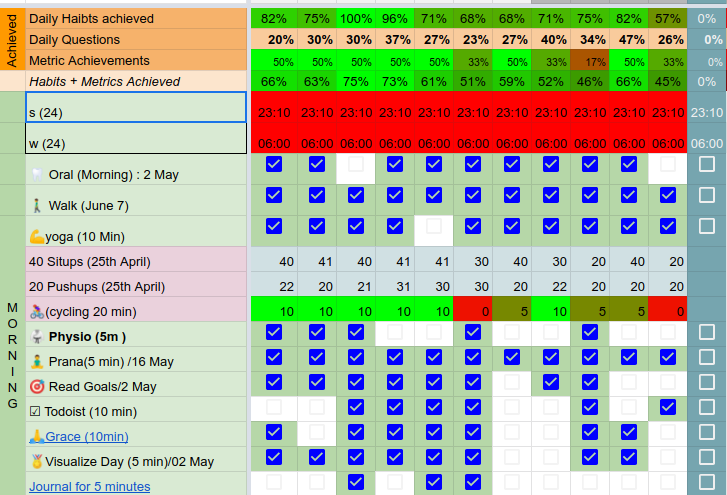 Achieved
Daily Haibts achieved 82% 75% 100% 96% 71% 68% 68% 71% 75% 82% 57% 0%
Daily Questions 20% 30% 30% 37% 27% 23% 27% 40% 34% 47% 26% 0%
Metric Achievements 50% 50% 50% 50% 50% 33% 50% 33% 17% 50% 33% 0%
Habits + Metrics Achieved 66% 63% 75% 73% 61% 51% 59% 52% 46% 66% 45% 0%
s (24) 23:10 23:10 23:10 23:10 23:10 23:10 23:10 23:10 23:10 23:10 23:10 23:10
w (24) 06:00 06:00 06:00 06:00 06:00 06:00 06:00 06:00 06:00 06:00 06:00 06:00
Oral (Morning) : 2 May
Walk (June 7)
yoga (10 Min)
MORNING
40 Situps (25th April) 40 41 40 41 41 30 40 30 20 40 20
20 Pushups (25th April) 22 20 21 31 30 20 20 22 20 20 20
(cycling 20 min) 10 10 10 10 10 0 5 10 5 5 0
Physio (5m )
Prana(5 min) /16 May
Read Goals/2 May
Todoist (10 min)
Grace (10min)
Visualize Day (5 min)/02 May
Journal for 5 minutes